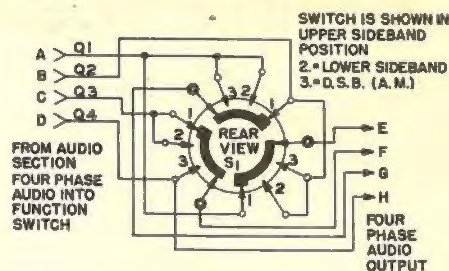 SWITCH IS SHOWN IN
UPPER SIDEBAND
POSITION
2.= LOWER SIDEBAND
3.= D.S.B. (A.M.)
A Q1
B Q2
C Q3
D Q4
3 2 1
1
2
3
REAR
VIEW
S1
3
2
1
E
F
G
H
FROM AUDIO
SECTION
FOUR PHASE
AUDIO INTO
FUNCTION
SWITCH
FOUR
PHASE
AUDIO
OUTPUT